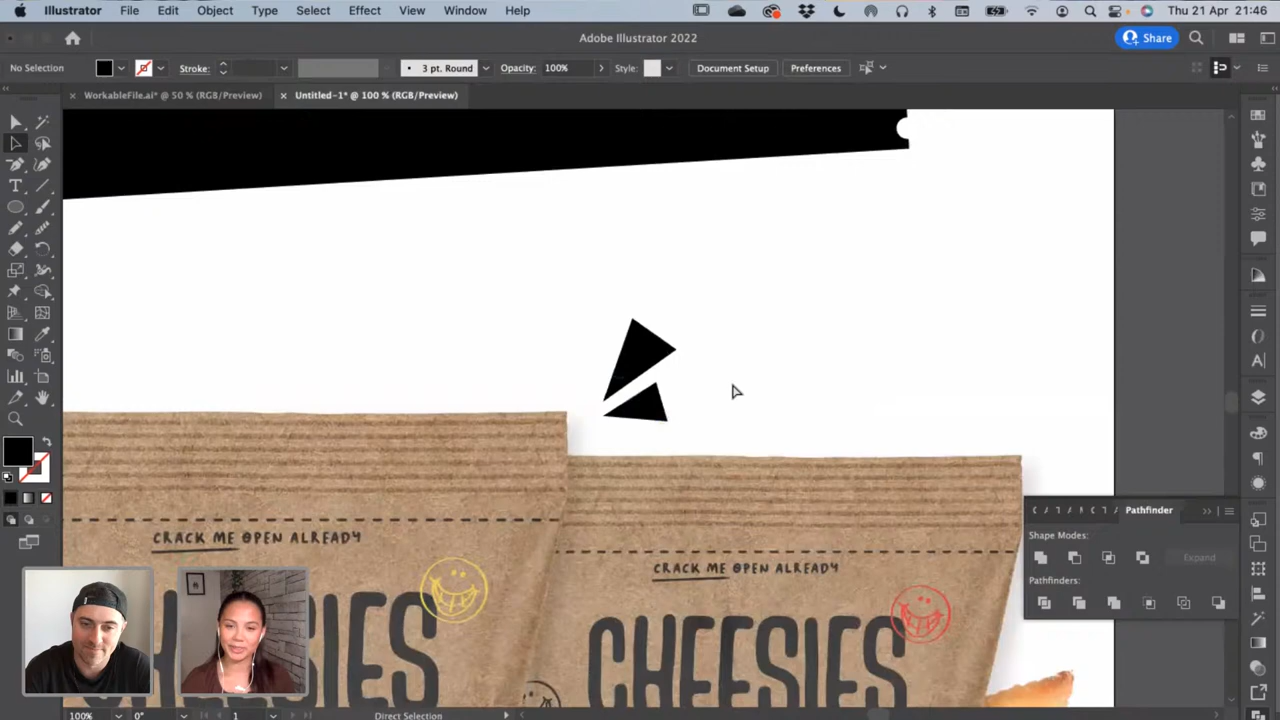 Illustrator File Edit Object Type Select Effect View Window Help Thu 21 Apr 21:46
Adobe Illustrator 2022 Share
No Selection Stroke: 3 pt. Round Opacity: 100% Style: Document Setup Preferences
WorkableFile.ai* @ 50 % (RGB/Preview) Untitled-1* @ 100 % (RGB/Preview)
CRACK ME OPEN ALREADY
CRACK ME OPEN ALREADY
CHEESIES
CHEESIES
Pathfinder
Shape Modes:
Expand
Pathfinders:
100% 0° 1 Direct Selection